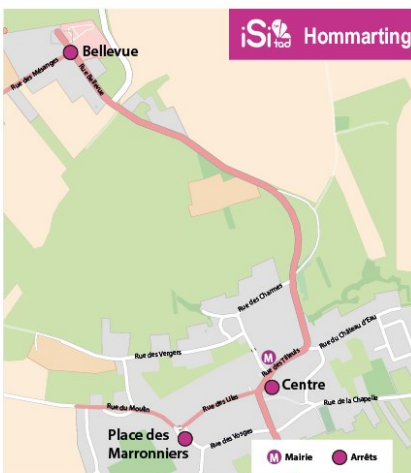 iSi tad Hommarting
Bellevue
Rue des Mésanges
Rue Bellevue
Rue des Charmes
Rue du Château d'Eau
Rue des Vergers
M
Rue des Tilleuls
Centre
Rue des Lilas
Rue de la Chapelle
Rue du Moulin
Place des
Marronniers
Rue des Vosges
M Mairie Arrêts